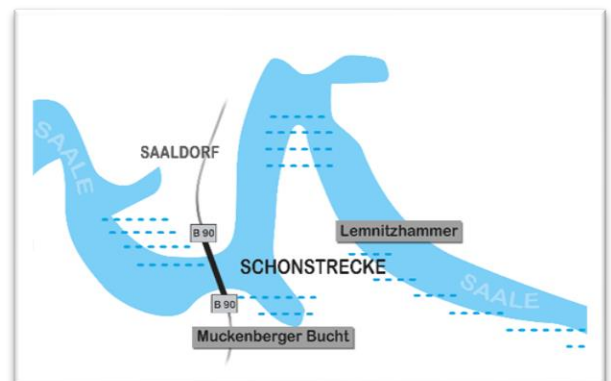 SAALE
SAALDORF
B 90
Lemnitzhammer
SCHONSTRECKE
SAALE
B 90
Muckenberger Bucht